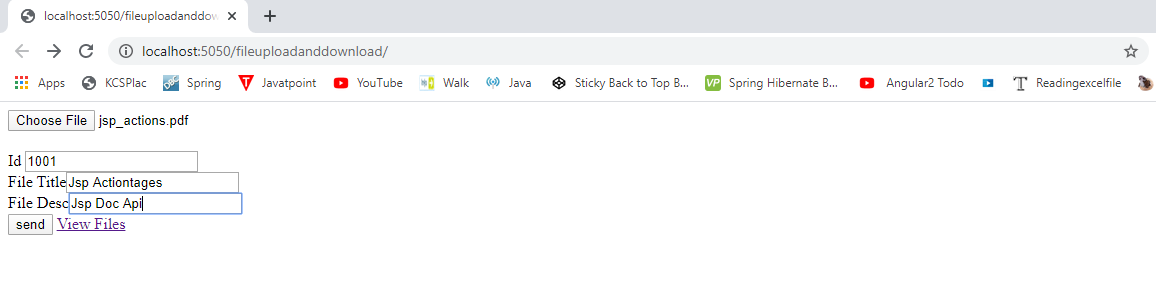 localhost:5050/fileuploadanddow
localhost:5050/fileuploadanddownload/
Apps KCSPlac Spring Javatpoint YouTube Walk Java Sticky Back to Top B... Spring Hibernate B... Angular2 Todo Readingexcelfile
Choose File jsp_actions.pdf
Id 1001
File Title Jsp Actiontages
File Desc Jsp Doc Api
send View Files